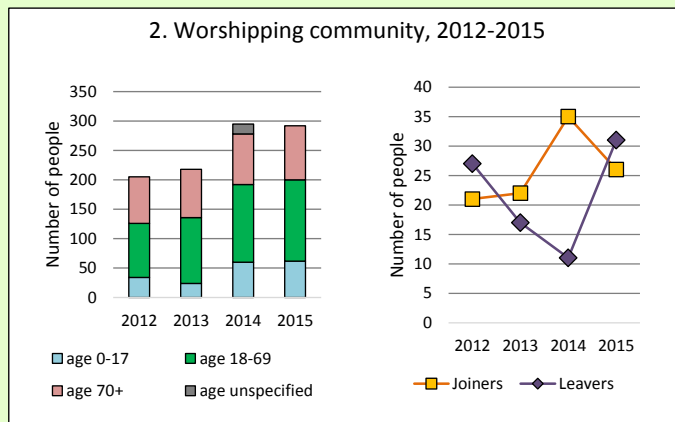 2. Worshipping community, 2012-2015
Number of people
350
300
250
200
150
100
50
0
2012 2013 2014 2015
age 0-17 age 18-69
age 70+ age unspecified
Number of people
40
35
30
25
20
15
10
5
0
2012 2013 2014 2015
Joiners Leavers